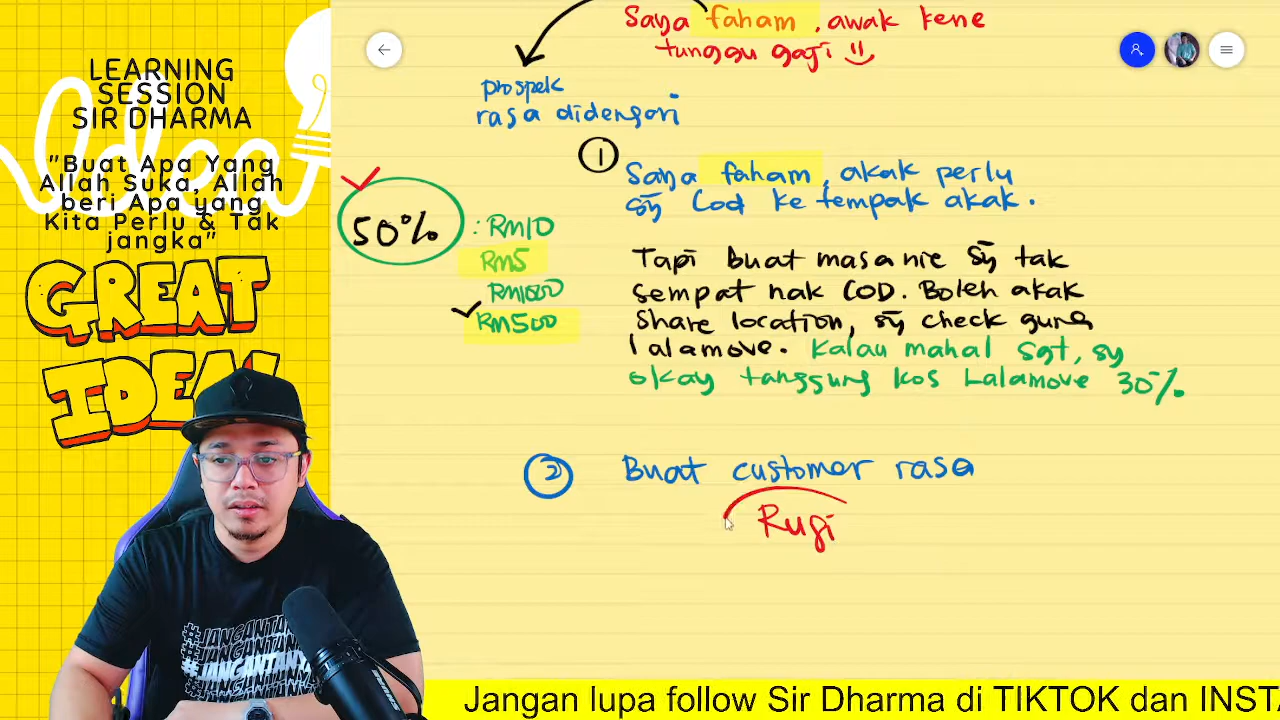 LEARNING
SESSION
SIR DHARMA
"Buat Apa Yang
Allah Suka, Allah
beri Apa yang
Kita Perlu & Tak
jangka"
GREAT
IDEA
Saya faham, awak kene
tunggu gaji
prospek
rasa didengari
1
Saya faham, akak perlu
sy Cod ke tempak akak.
50% : RM10
RM5
RM1000
RM500
Tapi buat masa nie sy tak
sempat nak COD. Boleh akak
Share location, sy check guna
lalamove. Kalau mahal sgt, sy
okay tanggung kos Lalamove 30%
2 Buat customer rasa
Rugi
#JANGANTANY
Jangan lupa follow Sir Dharma di TIKTOK dan INSTA